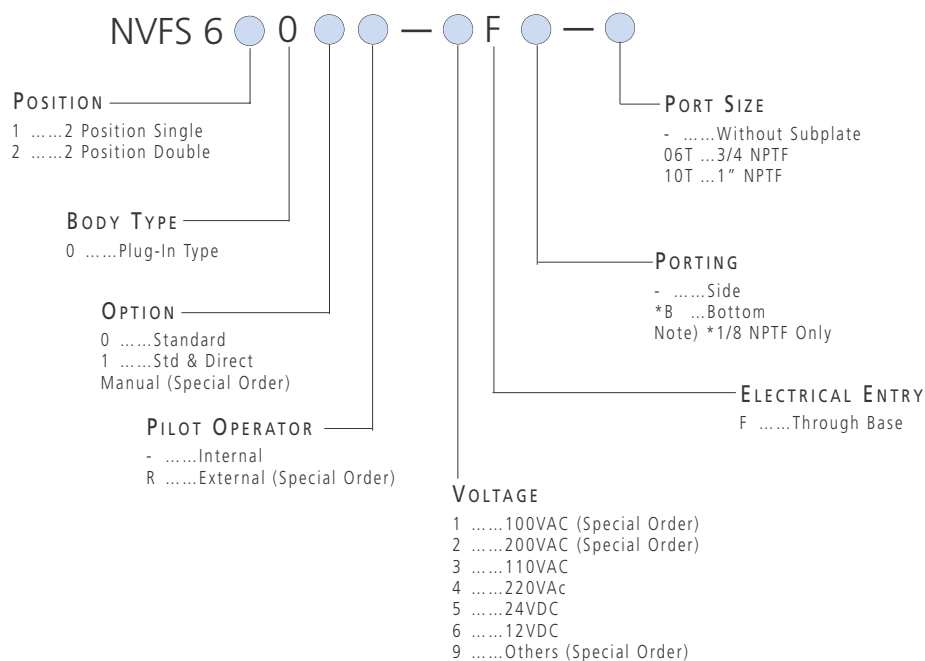 NVFS 6 0 – F –
POSITION
1 ......2 Position Single
2 ......2 Position Double
PORT SIZE
- ......Without Subplate
06T ...3/4 NPTF
10T ...1" NPTF
BODY TYPE
0 ......Plug-In Type
PORTING
- ......Side
*B ...Bottom
Note) *1/8 NPTF Only
OPTION
0 ......Standard
1 ......Std & Direct
Manual (Special Order)
ELECTRICAL ENTRY
F ......Through Base
PILOT OPERATOR
- ......Internal
R ......External (Special Order)
VOLTAGE
1 ......100VAC (Special Order)
2 ......200VAC (Special Order)
3 ......110VAC
4 ......220VAc
5 ......24VDC
6 ......12VDC
9 ......Others (Special Order)